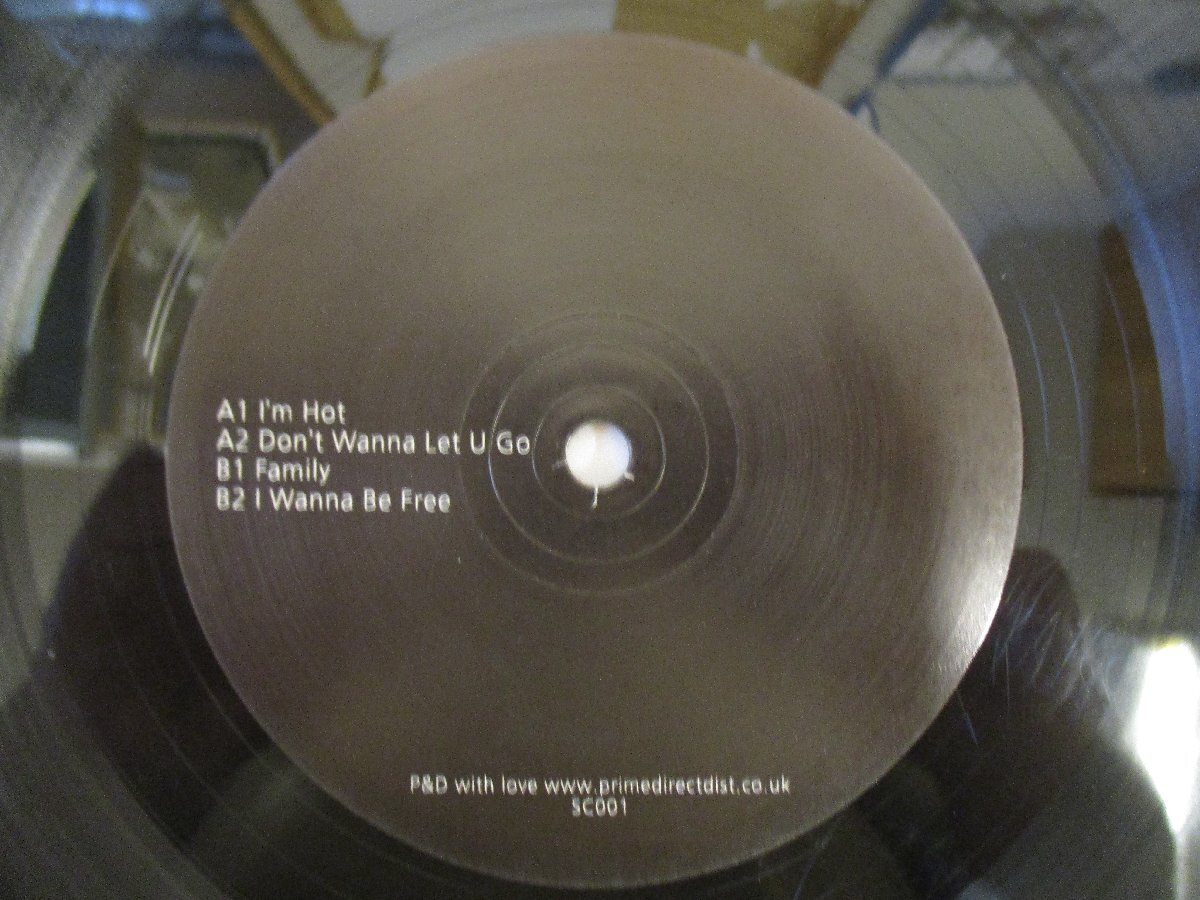 A1 I'm Hot
A2 Don't Wanna Let U Go
B1 Family
B2 I Wanna Be Free
P&D with love www.primedirectdist.co.uk
SC001